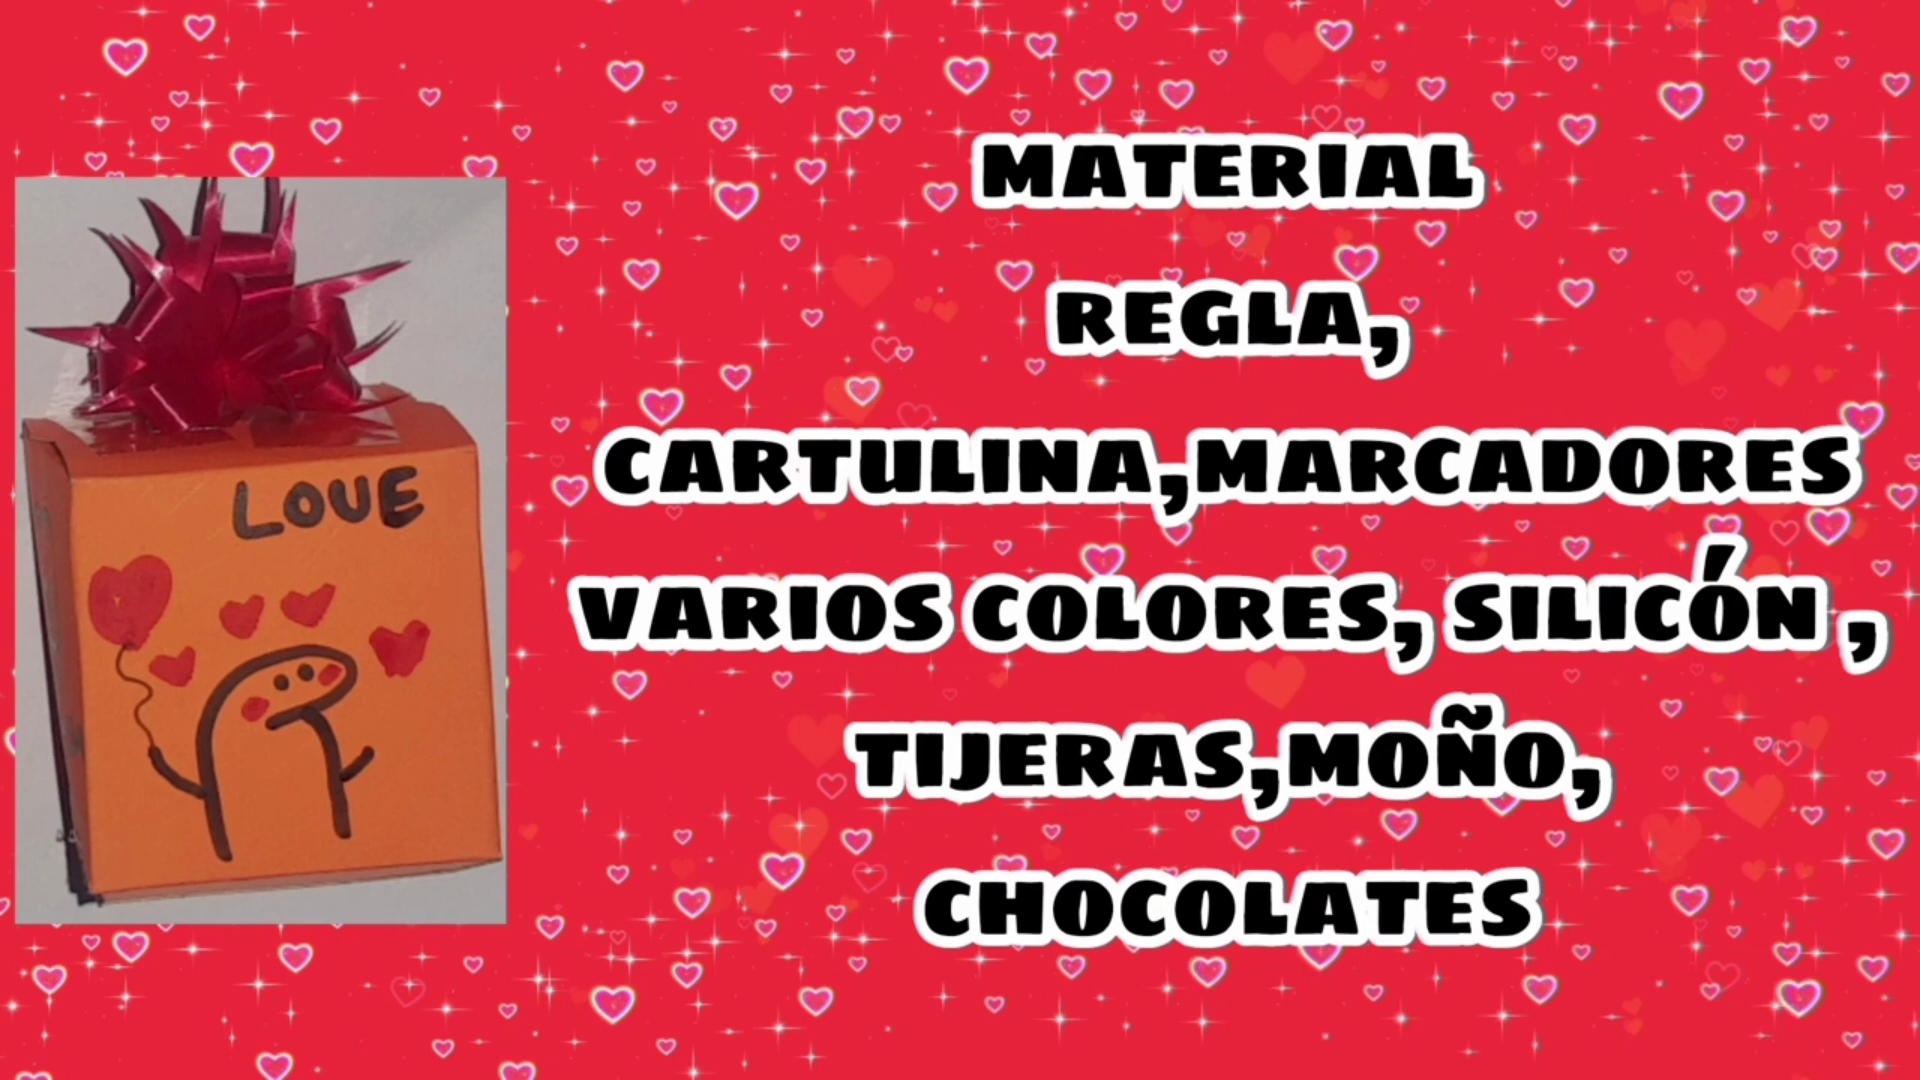 LOVE
MATERIAL
REGLA,
CARTULINA,MARCADORES
VARIOS COLORES, SILICÓN ,
TIJERAS,MOÑO,
CHOCOLATES